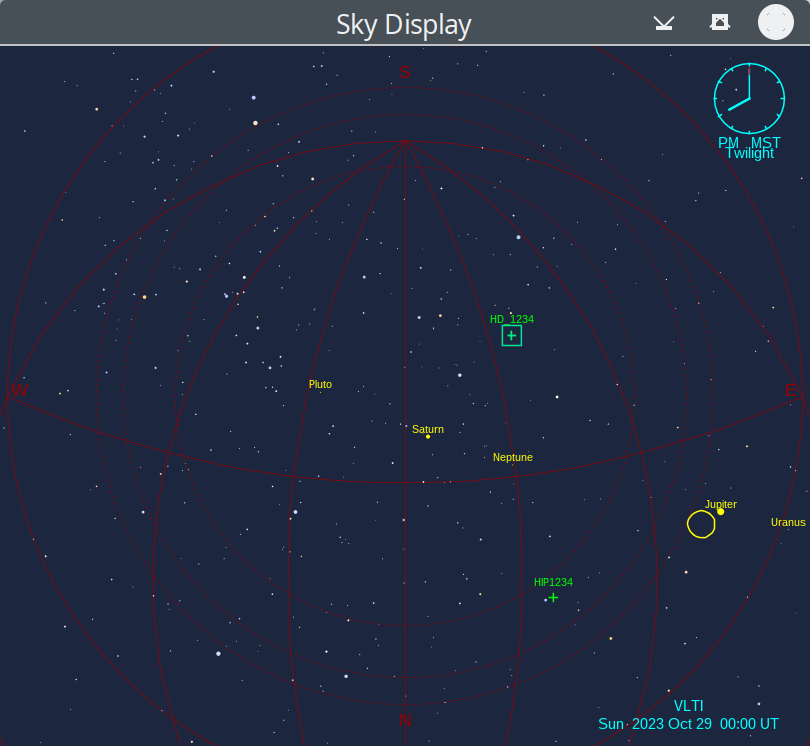 Sky Display
S
PM MST
Twilight
HD_1234
Pluto
W
E
Saturn
Neptune
Jupiter
Uranus
HIP1234
VLTI
N
Sun 2023 Oct 29 00:00 UT